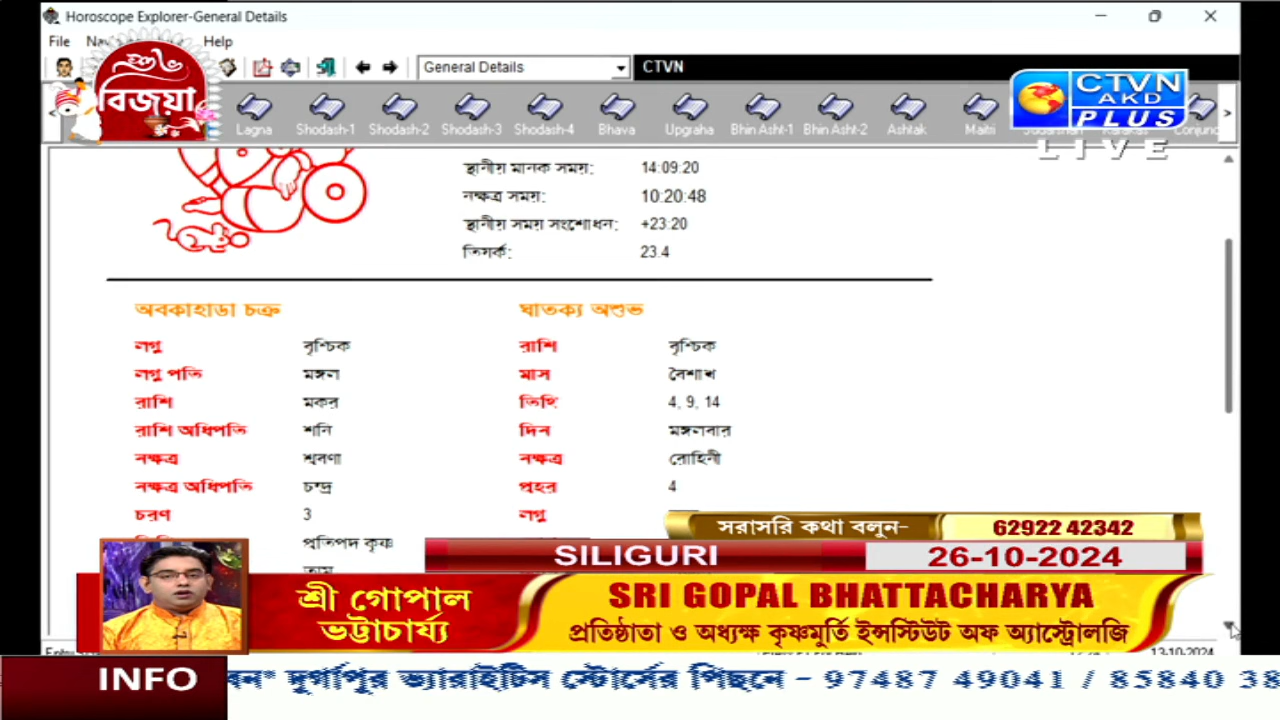 Horoscope Explorer-General Details
File
Help
General Details
CTVN
শুভ
বিজয়া
Lagna
Shodash-1
Shodash-2
Shodash-3
Shodash-4
Bhava
Upgraha
Bhin Asht-1
Bhin Asht-2
Ashtak
Maitri
CTVN
AKD
PLUS
LIVE
স্থানীয় মানক সময়: 14:09:20
নক্ষত্র সময়: 10:20:48
স্থানীয় সময় সংশোধন: +23:20
তিসর্ক: 23.4
অবকাহাডা চক্র
ঘাতক্য অশুভ
লগ্ন বৃশ্চিক রাশি বৃশ্চিক
লগ্ন পতি মঙ্গল মাস বৈশাখ
রাশি মকর তিথি 4, 9, 14
রাশি অধিপতি শনি দিন মঙ্গলবার
নক্ষত্র শ্রবণা নক্ষত্র রোহিনী
নক্ষত্র অধিপতি চন্দ্র প্রহর 4
চরণ 3 লগ্ন
প্রতিপদ কৃষ্ণ
সরাসরি কথা বলুন- 62922 42342
SILIGURI 26-10-2024
শ্রী গোপাল
ভট্টাচার্য্য
SRI GOPAL BHATTACHARYA
প্রতিষ্ঠাতা ও অধ্যক্ষ কৃষ্ণমুর্তি ইন্সস্টিউট অফ অ্যাস্ট্রোলজি
13-10-2024
INFO দূর্গাপুর ভ্যারাইটিস স্টোর্সের পিছনে - 97487 49041 / 85840 38